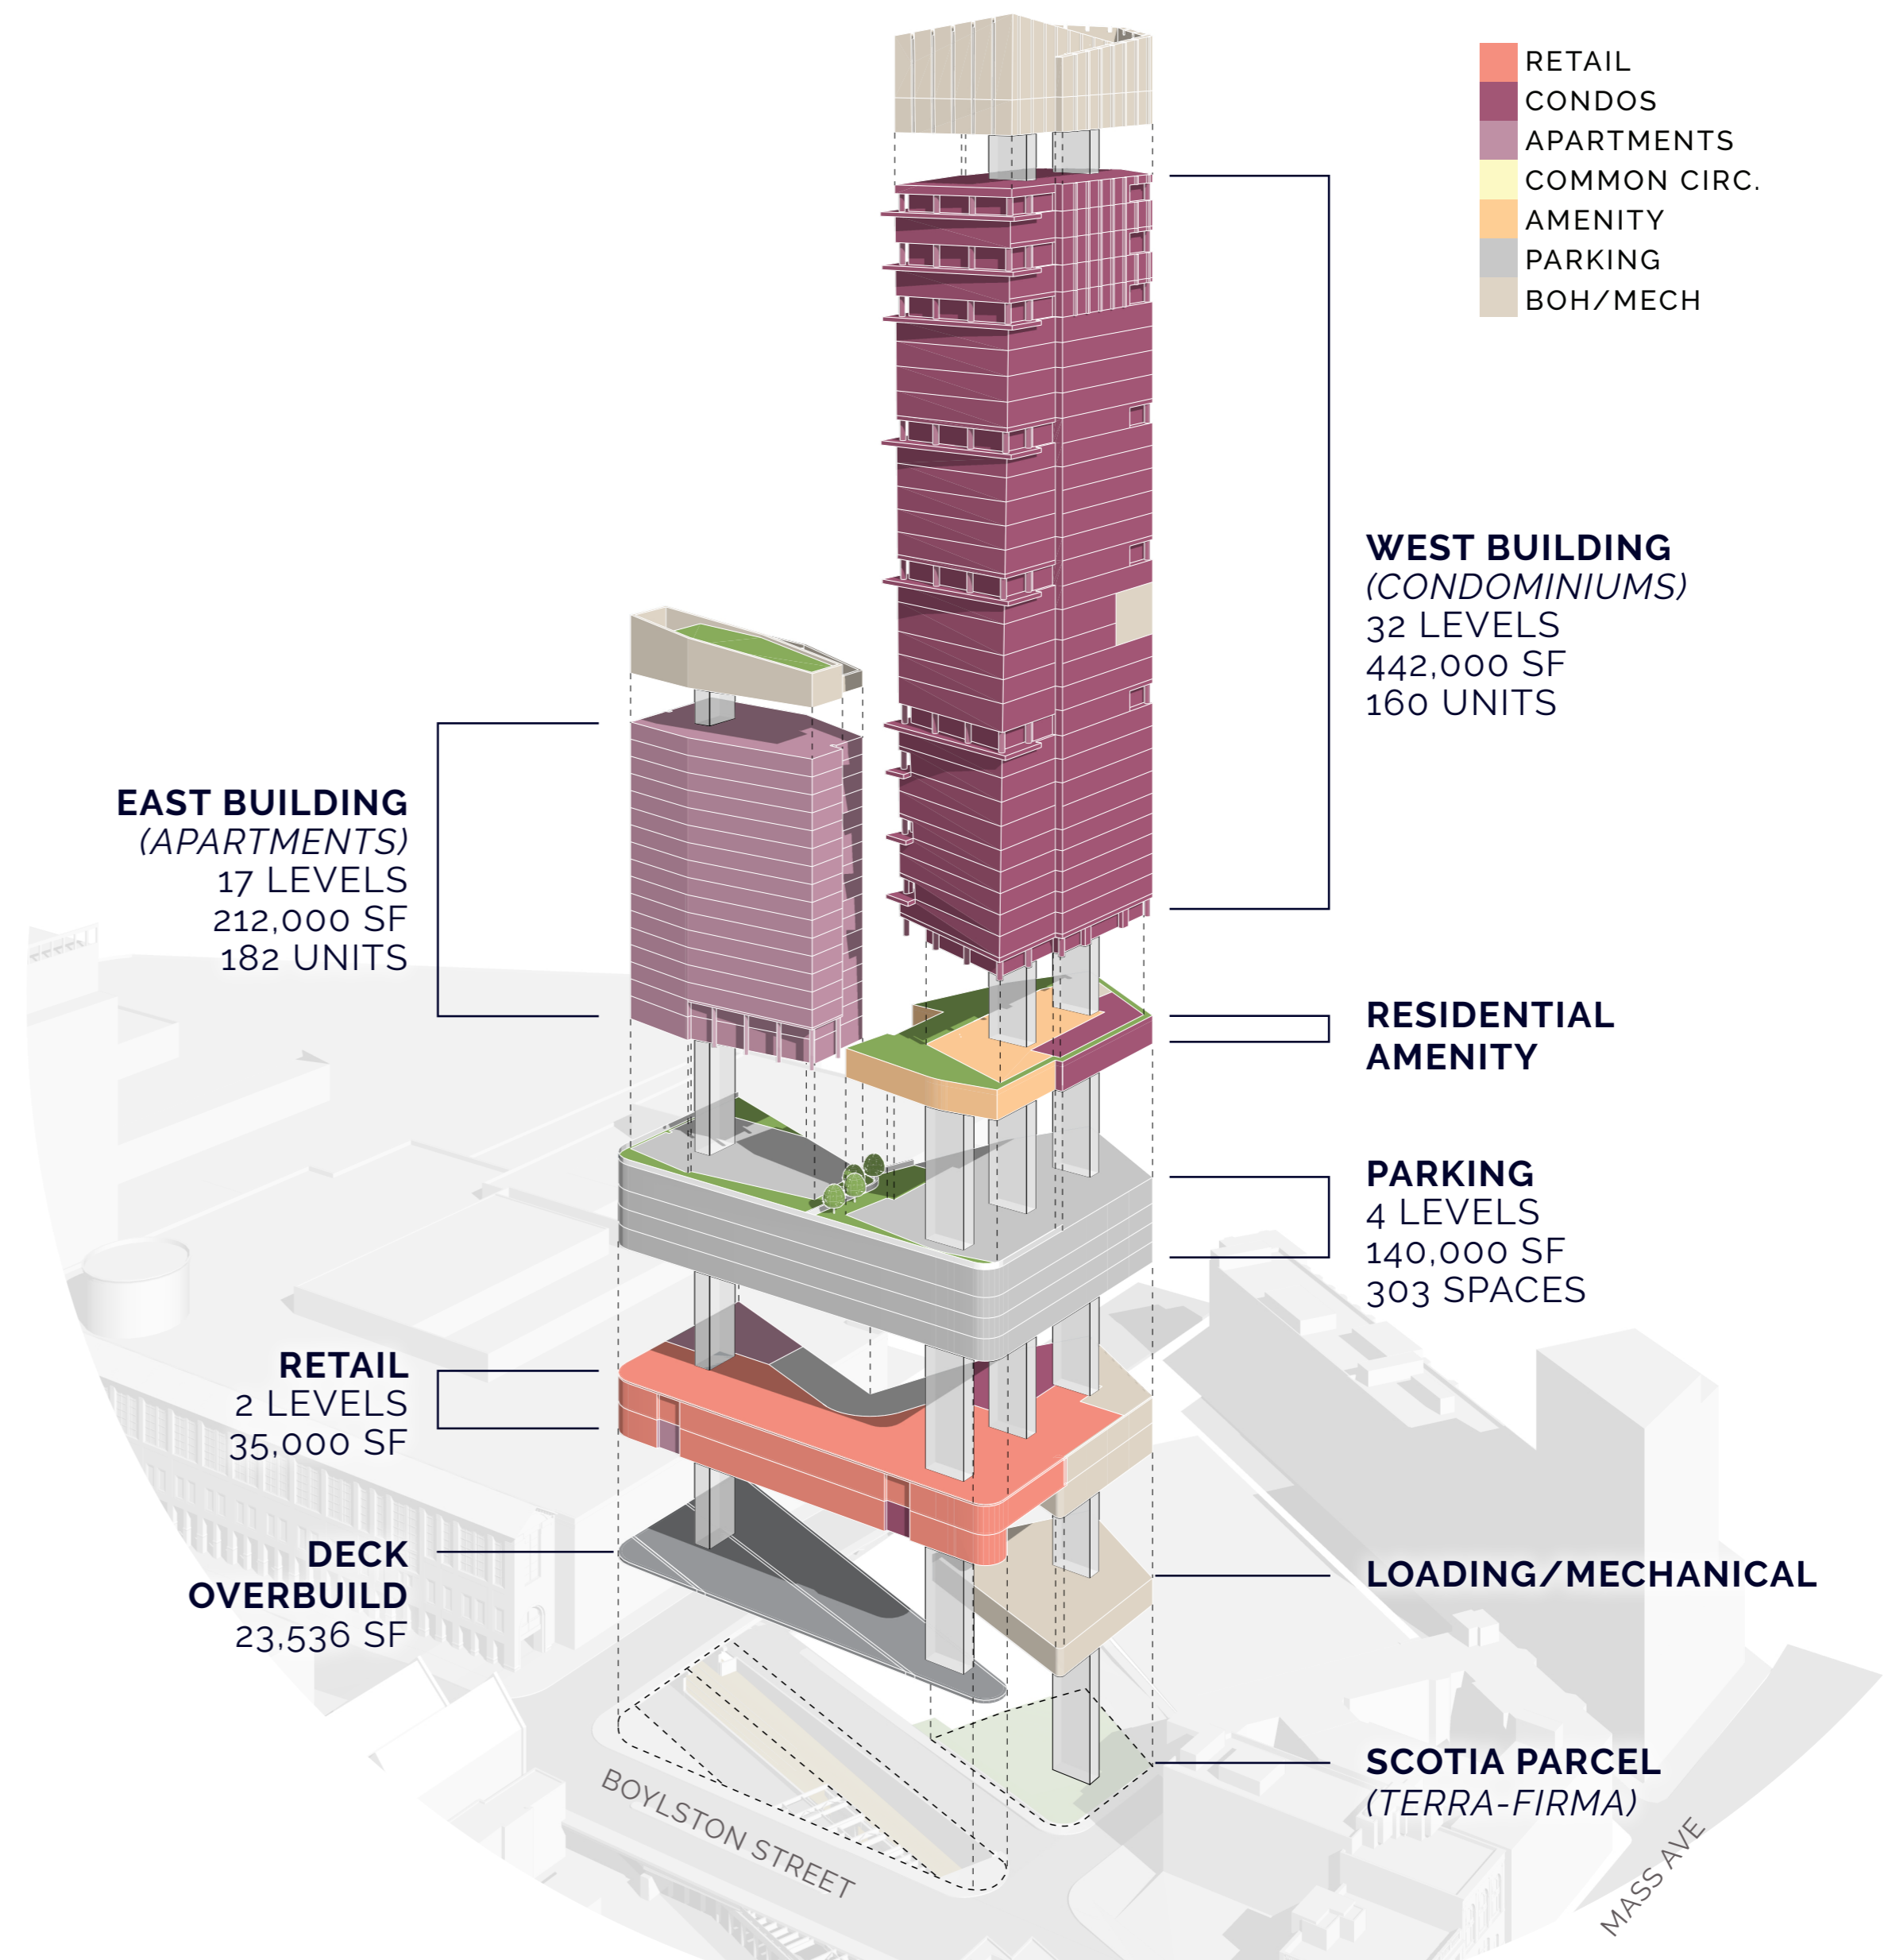 RETAIL
CONDOS
APARTMENTS
COMMON CIRC.
AMENITY
PARKING
BOH/MECH
WEST BUILDING
(CONDOMINIUMS)
32 LEVELS
442,000 SF
160 UNITS
EAST BUILDING
(APARTMENTS)
17 LEVELS
212,000 SF
182 UNITS
RESIDENTIAL
AMENITY
PARKING
4 LEVELS
140,000 SF
303 SPACES
RETAIL
2 LEVELS
35,000 SF
DECK
OVERBUILD
23,536 SF
LOADING/MECHANICAL
SCOTIA PARCEL
(TERRA-FIRMA)
BOYLSTON STREET
MASS AVE